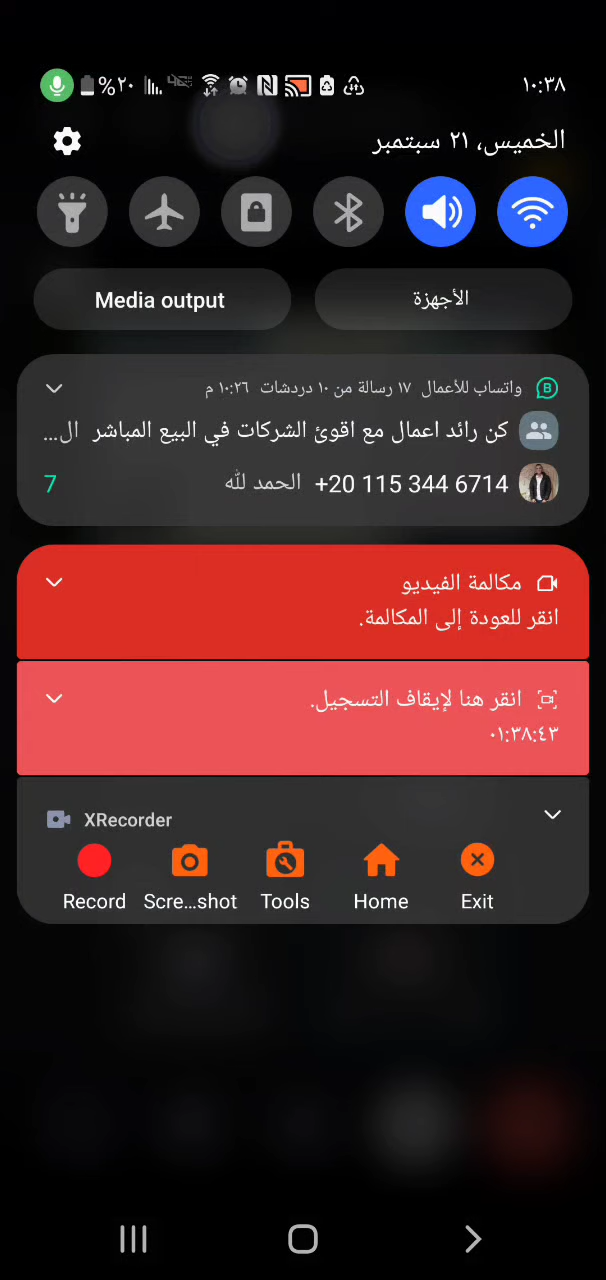 ١٠:٣٨ %٢٠
الخميس، ٢١ سبتمبر
Media output الأجهزة
واتساب للأعمال ١٧ رسالة من ١٠ دردشات ١٠:٢٦ م
كن رائد اعمال مع اقوئ الشركات في البيع المباشر ال...
+20 115 344 6714 الحمد لله 7
مكالمة الفيديو
انقر للعودة إلى المكالمة.
انقر هنا لإيقاف التسجيل.
٠١:٣٨:٤٣
XRecorder
Record Scre...shot Tools Home Exit